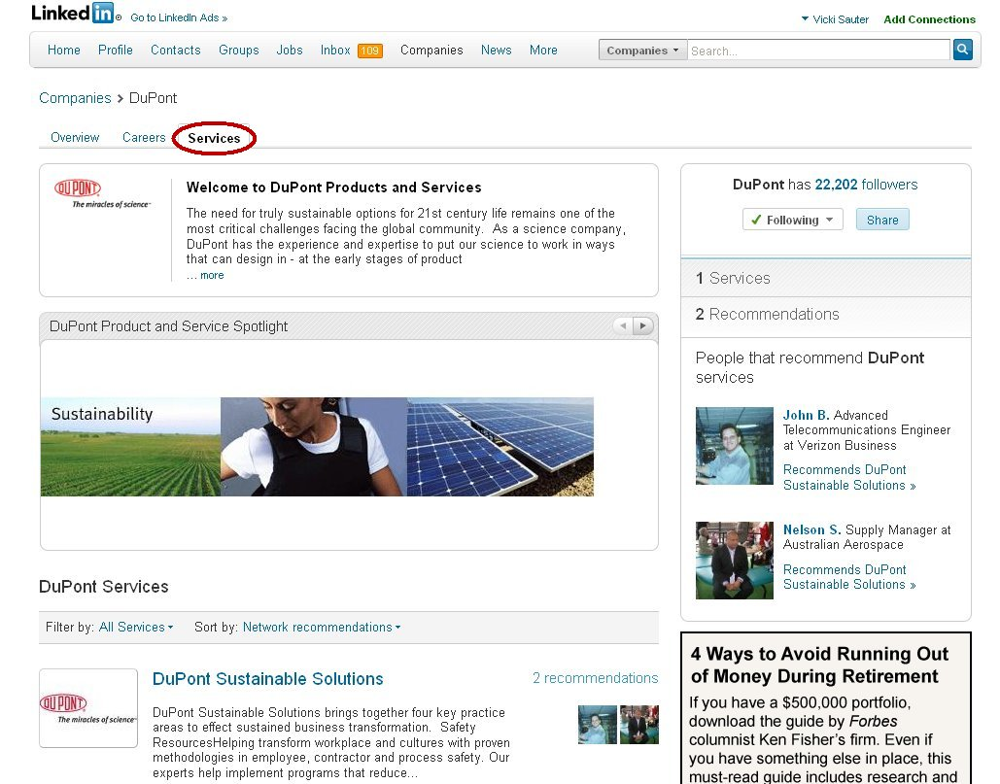 Linked in ® Go to LinkedIn Ads »
Vicki Sauter Add Connections
Home Profile Contacts Groups Jobs Inbox 109 Companies News More Companies Search...
Companies > DuPont
Overview Careers Services
DUPONT
The miracles of science™
Welcome to DuPont Products and Services
The need for truly sustainable options for 21st century life remains one of the
most critical challenges facing the global community.  As a science company,
DuPont has the experience and expertise to put our science to work in ways
that can design in - at the early stages of product
... more
DuPont Product and Service Spotlight
Sustainability
DuPont Services
Filter by: All Services Sort by: Network recommendations
DUPONT
The miracles of science™
DuPont Sustainable Solutions
2 recommendations
DuPont Sustainable Solutions brings together four key practice
areas to effect sustained business transformation.  Safety
ResourcesHelping transform workplace and cultures with proven
methodologies in employee, contractor and process safety. Our
experts help implement programs that reduce...
DuPont has 22,202 followers
Following Share
1 Services
2 Recommendations
People that recommend DuPont
services
John B. Advanced
Telecommunications Engineer
at Verizon Business
Recommends DuPont
Sustainable Solutions »
Nelson S. Supply Manager at
Australian Aerospace
Recommends DuPont
Sustainable Solutions »
4 Ways to Avoid Running Out
of Money During Retirement
If you have a $500,000 portfolio,
download the guide by Forbes
columnist Ken Fisher's firm. Even if
you have something else in place, this
must-read guide includes research and